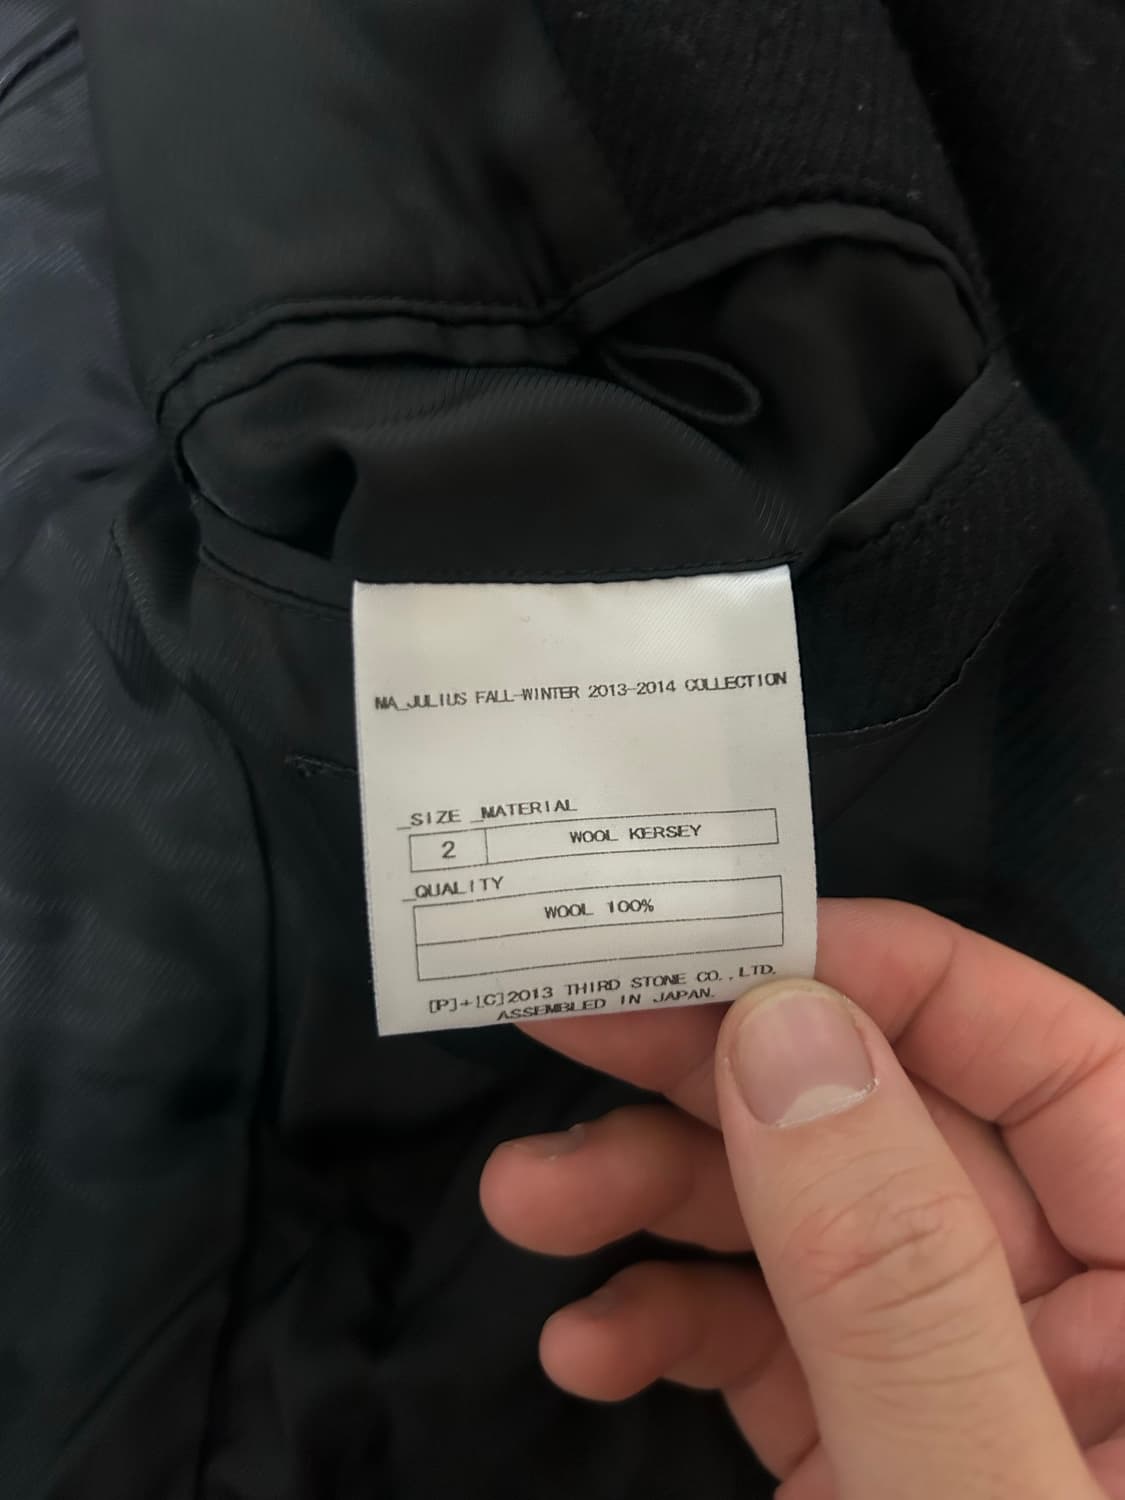 MA_JULIUS FALL-WINTER 2013-2014 COLLECTION
_SIZE _MATERIAL
2 WOOL KERSEY
_QUALITY
WOOL 100%
[P]+[C]2013 THIRD STONE CO.,LTD.
ASSEMBLED IN JAPAN.